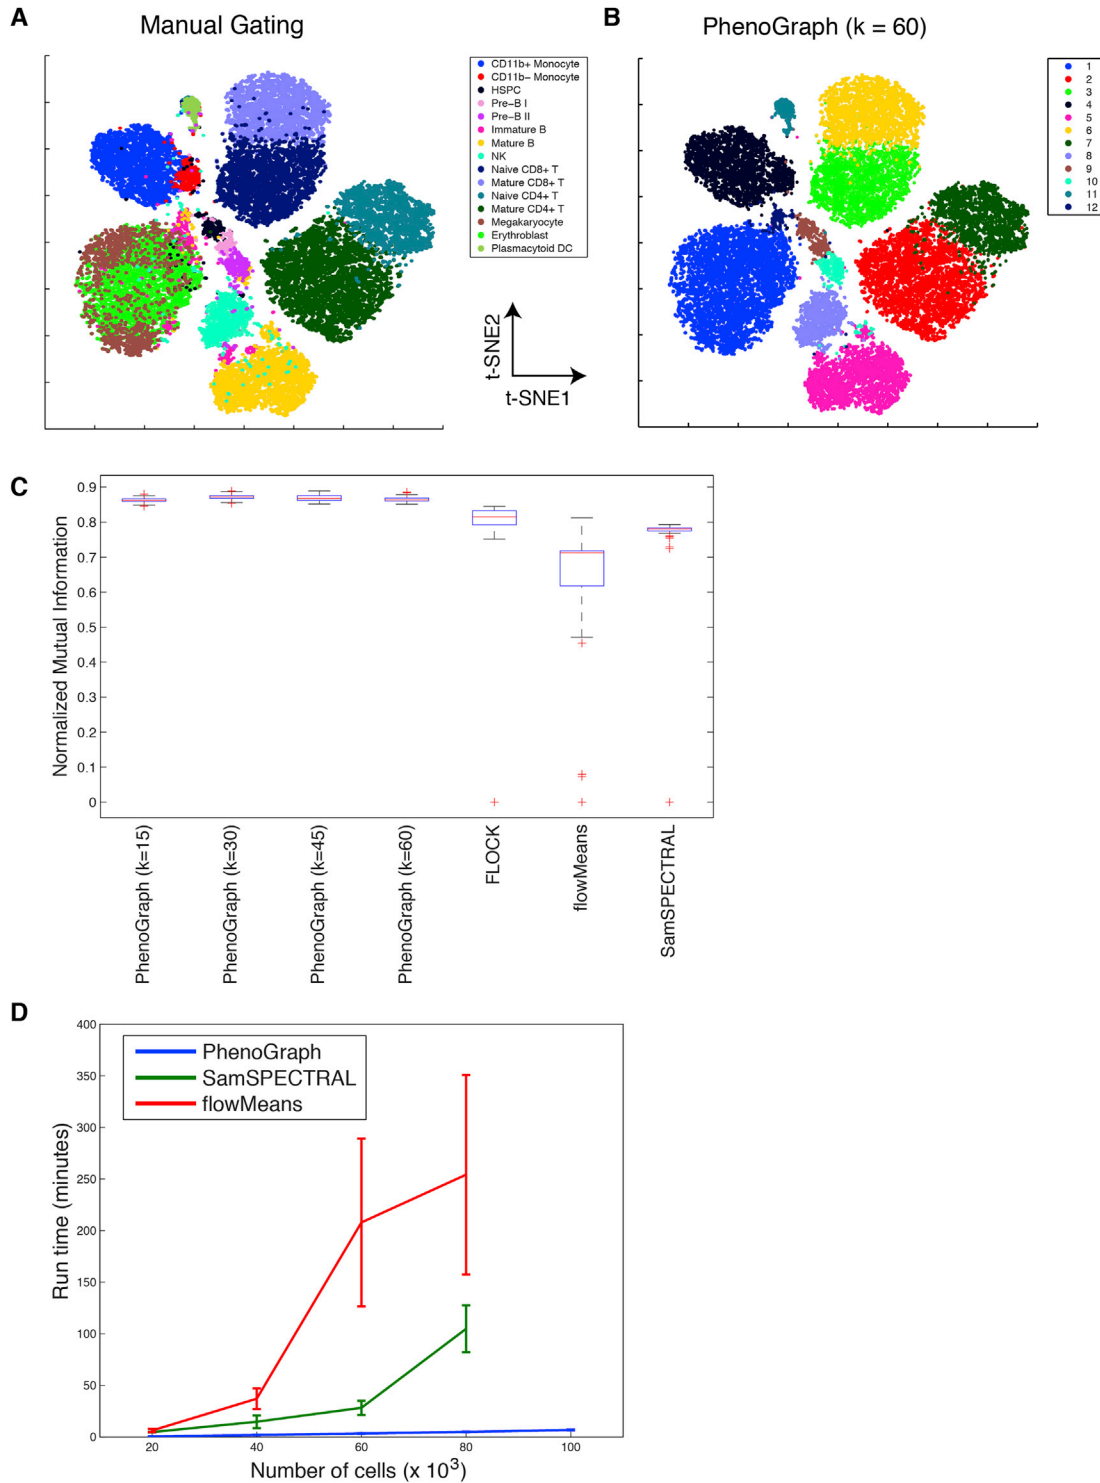 A
Manual Gating
CD11b+ Monocyte
CD11b− Monocyte
HSPC
Pre−B I
Pre−B II
Immature B
Mature B
NK
Naive CD8+ T
Mature CD8+ T
Naive CD4+ T
Mature CD4+ T
Megakaryocyte
Erythroblast
Plasmacytoid DC
t-SNE2
t-SNE1
B
PhenoGraph (k = 60)
1
2
3
4
5
6
7
8
9
10
11
12
C
Normalized Mutual Information
0.9
0.8
0.7
0.6
0.5
0.4
0.3
0.2
0.1
0
PhenoGraph (k=15)
PhenoGraph (k=30)
PhenoGraph (k=45)
PhenoGraph (k=60)
FLOCK
flowMeans
SamSPECTRAL
D
Run time (minutes)
400
350
300
250
200
150
100
50
0
PhenoGraph
SamSPECTRAL
flowMeans
20 40 60 80 100
Number of cells (x 10³)